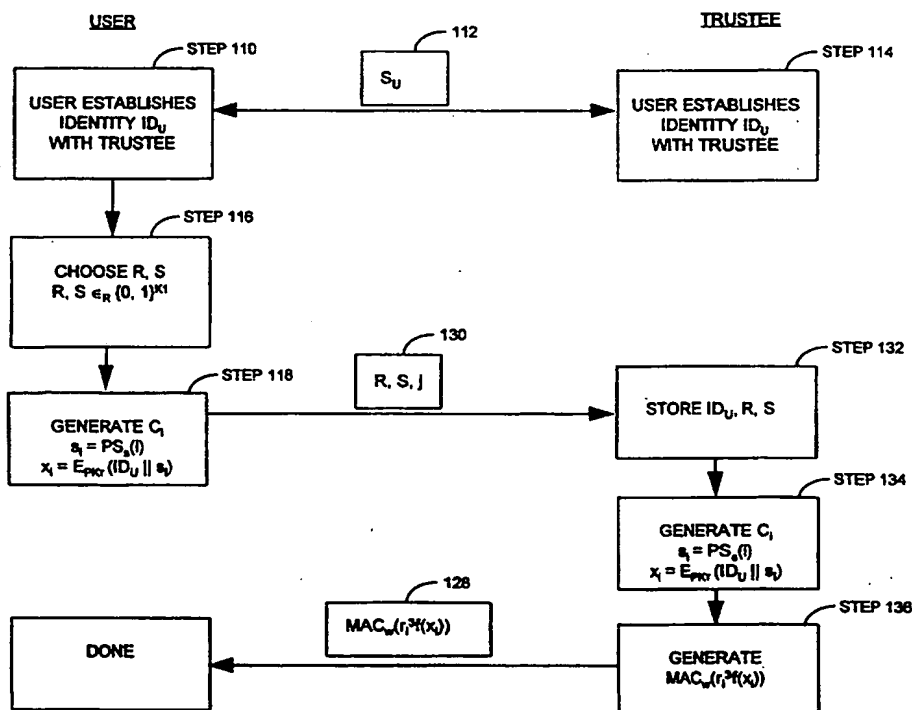 USER
TRUSTEE
STEP 110
112
STEP 114
USER ESTABLISHES
IDENTITY ID_U
WITH TRUSTEE
S_U
USER ESTABLISHES
IDENTITY ID_U
WITH TRUSTEE
STEP 116
CHOOSE R, S
R, S ∈_R {0, 1}^K1
STEP 118
130
STEP 132
GENERATE C_i
s_i = PS_s(i)
x_i = E_PKT(ID_U || s_i)
R, S, j
STORE ID_U, R, S
STEP 134
GENERATE C_i
s_i = PS_s(i)
x_i = E_PKT(ID_U || s_i)
128
STEP 136
DONE
MAC_w(r_i^3f(x_i))
GENERATE
MAC_w(r_i^3f(x_i))